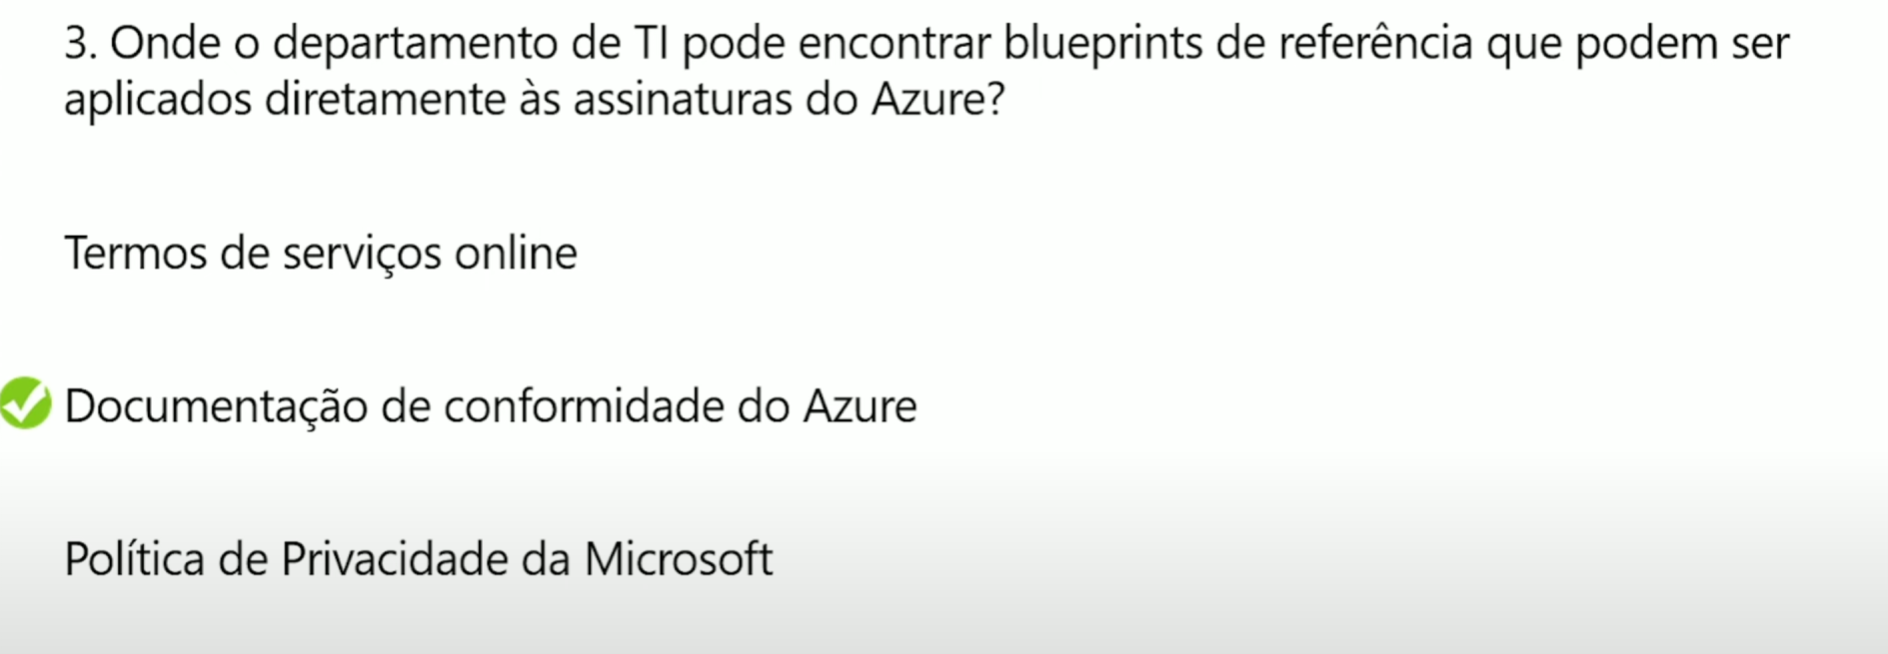 3. Onde o departamento de TI pode encontrar blueprints de referência que podem ser
aplicados diretamente às assinaturas do Azure?
Termos de serviços online
Documentação de conformidade do Azure
Política de Privacidade da Microsoft